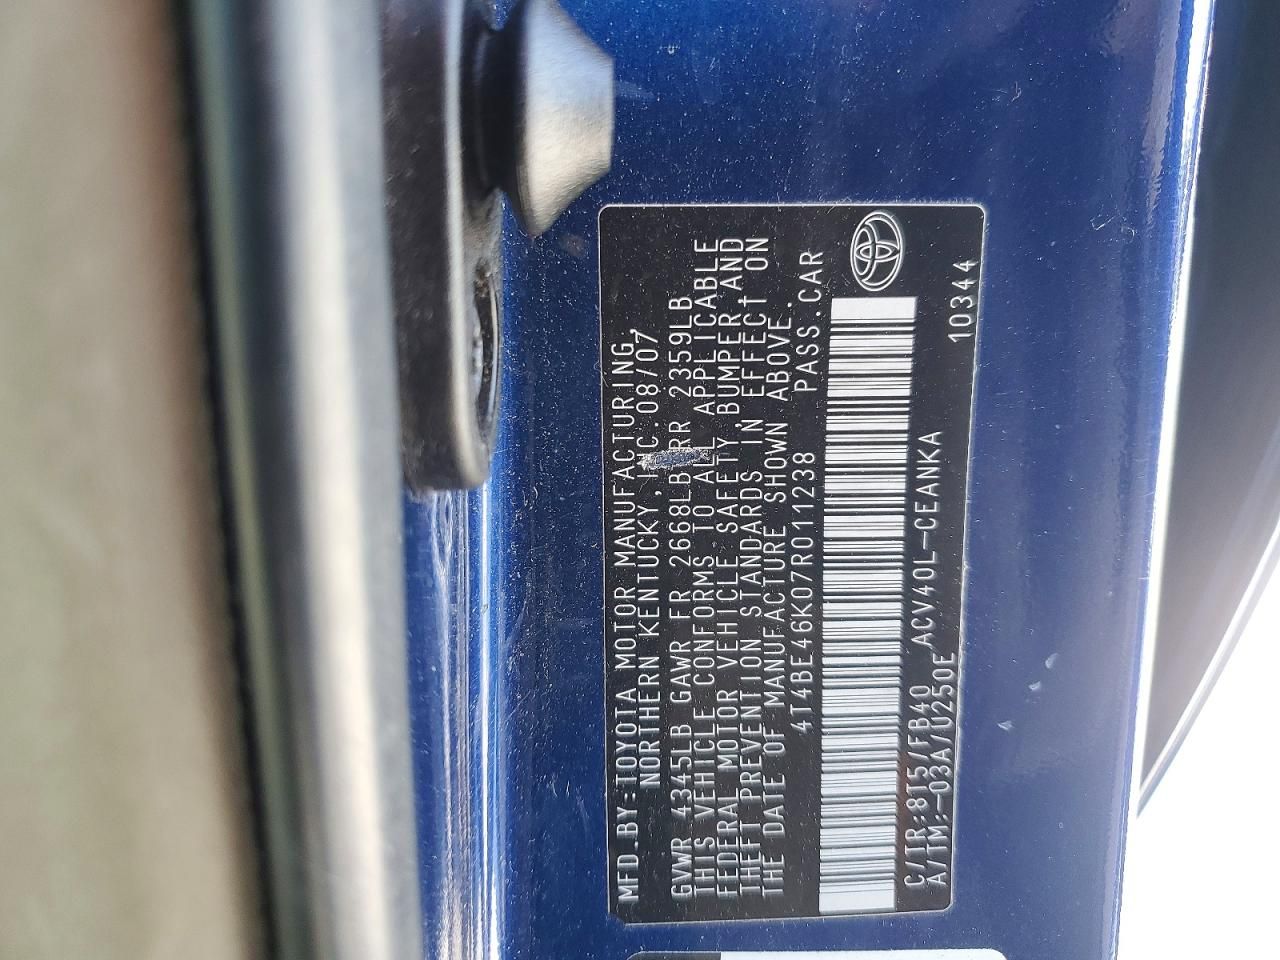 MFD.BY:TOYOTA MOTOR MANUFACTURING,
NORTHERN KENTUCKY,INC.08/07
GVWR 4345LB GAWR FR 2668LB RR 2359LB
THIS VEHICLE CONFORMS TO ALL APPLICABLE
FEDERAL MOTOR VEHICLE SAFETY,BUMPER,AND
THEFT PREVENTION STANDARDS IN EFFECT ON
THE DATE OF MANUFACTURE SHOWN ABOVE.
4T4BE46K07R011238 PASS.CAR
C/TR:8T5/FB40 ACV40L-CEANKA
A/TM:-03A/U250E 10344